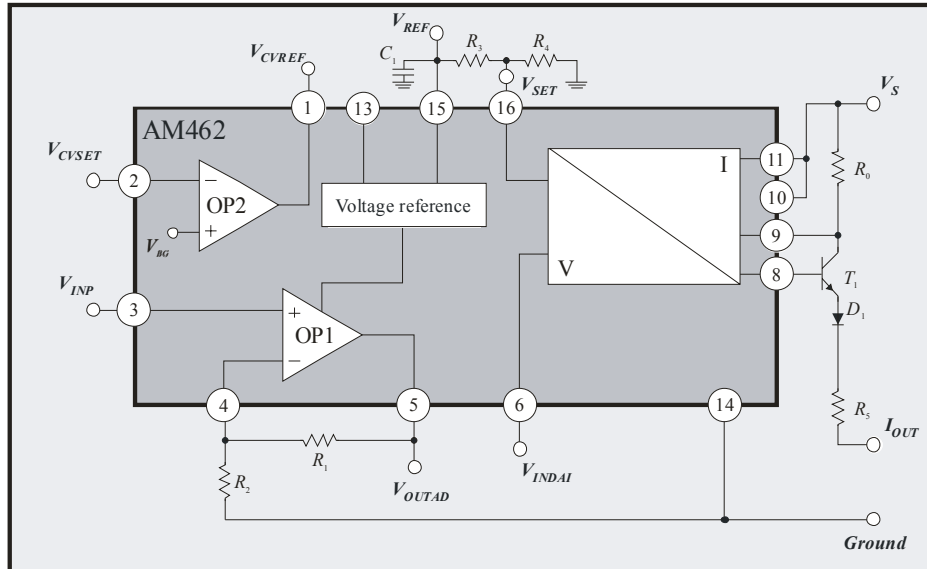 V_REF
R_3
R_4
C_1
V_CVREF
V_SET
1
13
15
16
V_S
AM462
V_CVSET
2
−
OP2
V_BG
+
Voltage reference
I
V
11
10
9
8
R_0
T_1
D_1
V_INP
3
+
OP1
−
4
5
6
14
R_5
I_OUT
R_1
R_2
V_OUTAD
V_INDAI
Ground